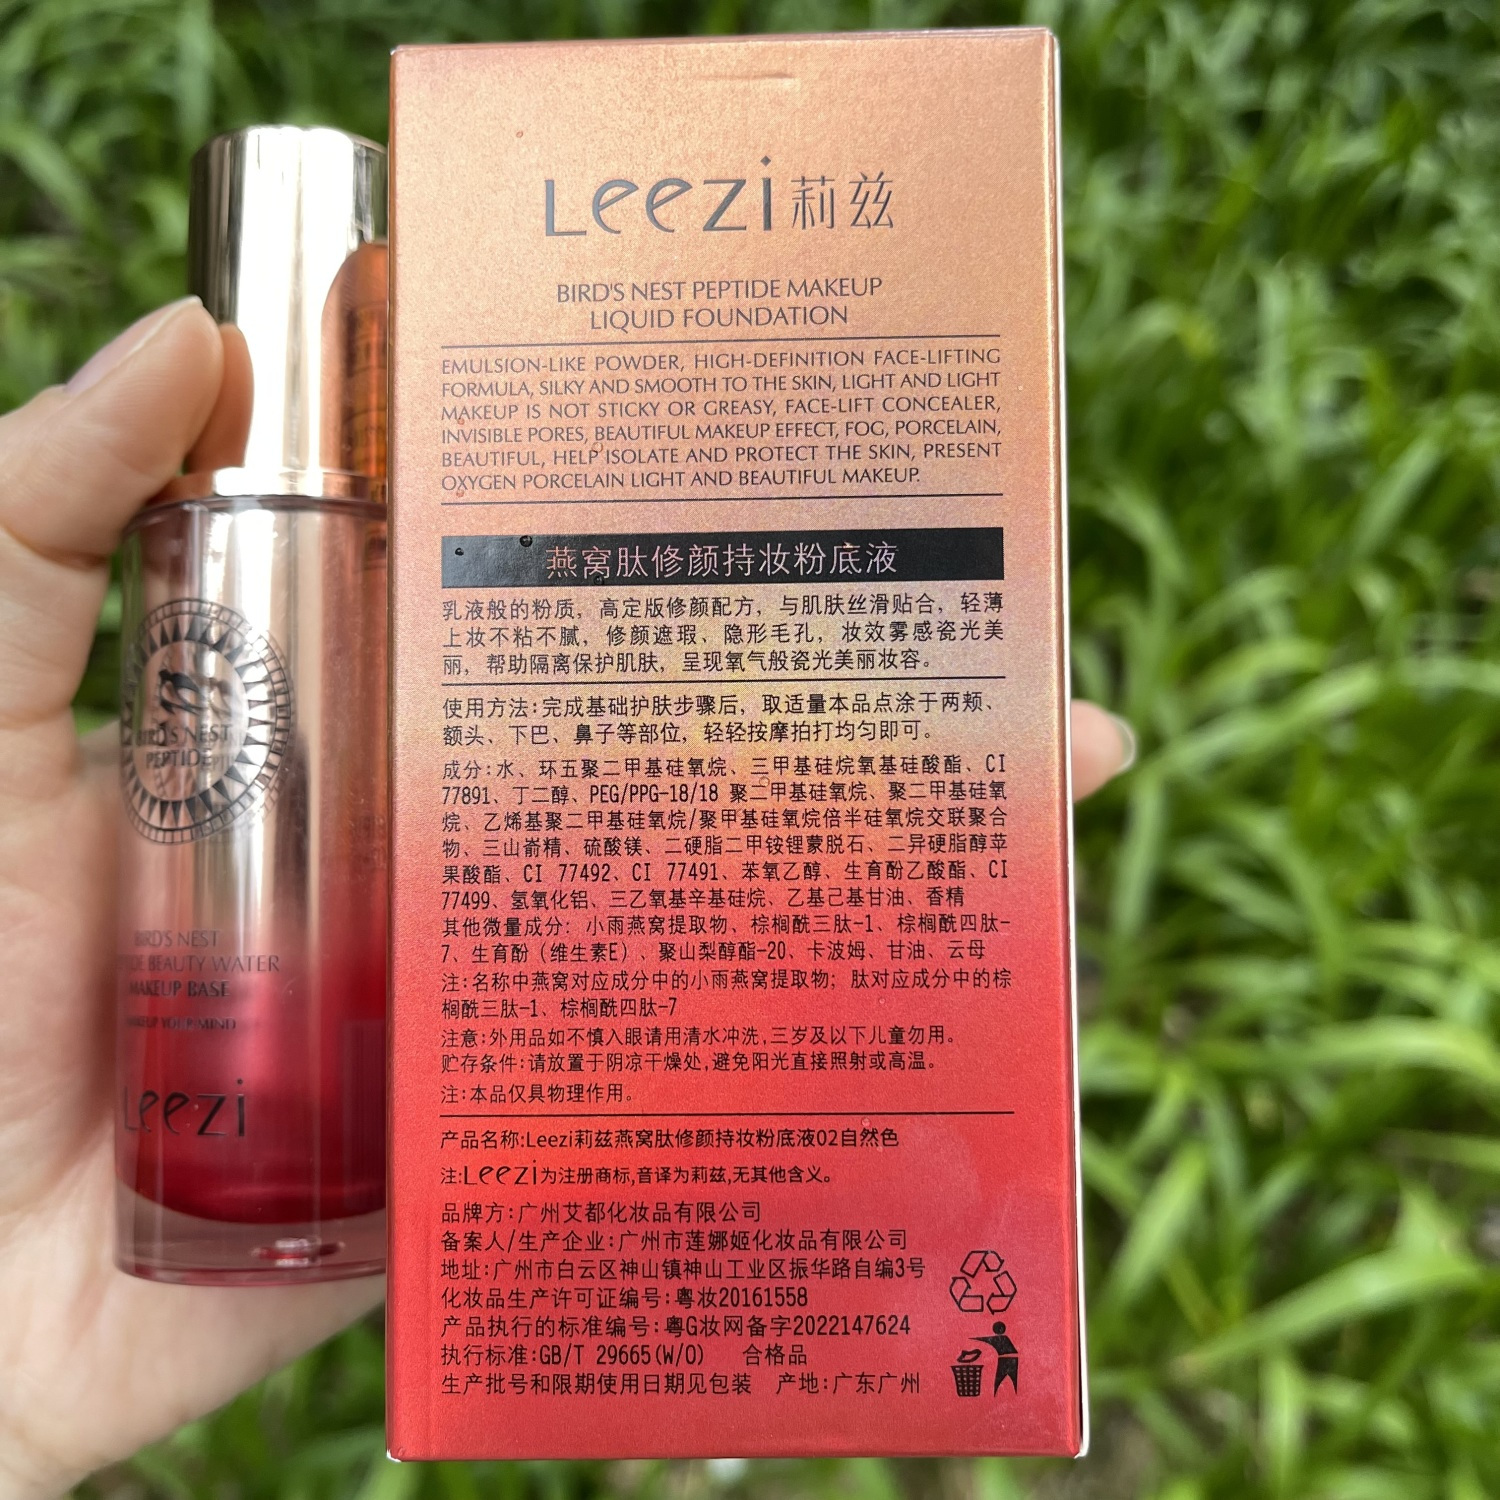 Leezi莉兹
BIRD'S NEST PEPTIDE MAKEUP
LIQUID FOUNDATION
EMULSION-LIKE POWDER, HIGH-DEFINITION FACE-LIFTING
FORMULA, SILKY AND SMOOTH TO THE SKIN, LIGHT AND LIGHT
MAKEUP IS NOT STICKY OR GREASY, FACE-LIFT CONCEALER,
INVISIBLE PORES, BEAUTIFUL MAKEUP EFFECT, FOG, PORCELAIN,
BEAUTIFUL, HELP ISOLATE AND PROTECT THE SKIN, PRESENT
OXYGEN PORCELAIN LIGHT AND BEAUTIFUL MAKEUP.
燕窝肽修颜持妆粉底液
乳液般的粉质，高定版修颜配方，与肌肤丝滑贴合，轻薄
上妆不粘不腻，修颜遮瑕、隐形毛孔，妆效雾感瓷光美
丽，帮助隔离保护肌肤，呈现氧气般瓷光美丽妆容。
使用方法：完成基础护肤步骤后，取适量本品点涂于两颊、
额头、下巴、鼻子等部位，轻轻按摩拍打均匀即可。
成分：水、环五聚二甲基硅氧烷、三甲基硅烷氧基硅酸酯、CI
77891、丁二醇、PEG/PPG-18/18 聚二甲基硅氧烷、聚二甲基硅氧
烷、乙烯基聚二甲基硅氧烷/聚甲基硅氧烷倍半硅氧烷交联聚合
物、三山嵛精、硫酸镁、二硬脂二甲铵锂蒙脱石、二异硬脂醇苹
果酸酯、CI 77492、CI 77491、苯氧乙醇、生育酚乙酸酯、CI
77499、氢氧化铝、三乙氧基辛基硅烷、乙基己基甘油、香精
其他微量成分：小雨燕窝提取物、棕榈酰三肽-1、棕榈酰四肽-
7、生育酚（维生素E）、聚山梨醇酯-20、卡波姆、甘油、云母
注：名称中燕窝对应成分中的小雨燕窝提取物；肽对应成分中的棕
榈酰三肽-1、棕榈酰四肽-7
注意：外用品如不慎入眼请用清水冲洗,三岁及以下儿童勿用。
贮存条件：请放置于阴凉干燥处,避免阳光直接照射或高温。
注：本品仅具物理作用。
产品名称:Leezi莉兹燕窝肽修颜持妆粉底液02自然色
注:Leezi为注册商标,音译为莉兹,无其他含义。
品牌方：广州艾都化妆品有限公司
备案人/生产企业：广州市莲娜姬化妆品有限公司
地址：广州市白云区神山镇神山工业区振华路自编3号
化妆品生产许可证编号：粤妆20161558
产品执行的标准编号：粤G妆网备字2022147624
执行标准：GB/T 29665(W/O) 合格品
生产批号和限期使用日期见包装 产地：广东广州
BIRD'S NEST
PEPTIDE
BIRD'S NEST
BEAUTY WATER
MAKEUP BASE
MAKEUP YOUR MIND
Leezi